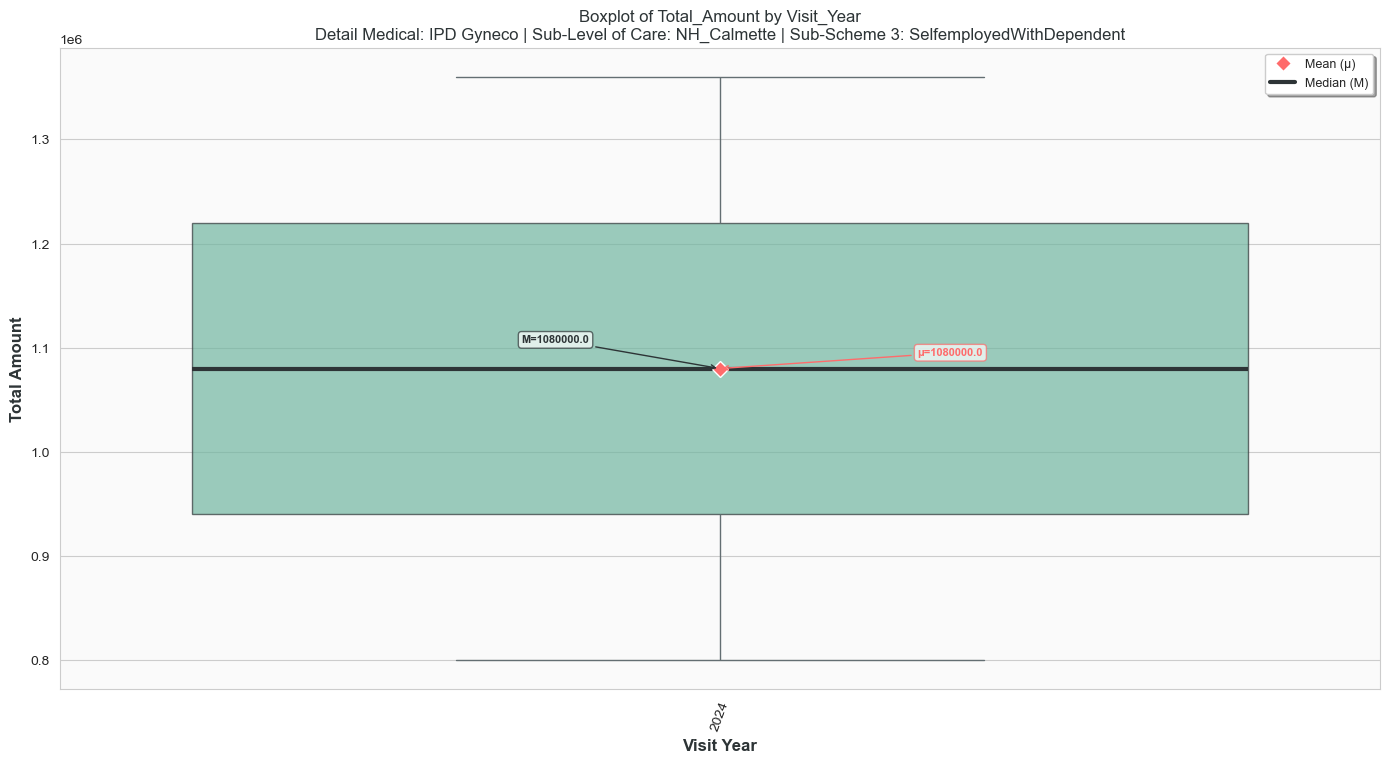 Boxplot of Total_Amount by Visit_Year
Detail Medical: IPD Gyneco | Sub-Level of Care: NH_Calmette | Sub-Scheme 3: SelfemployedWithDependent
1e6
Mean (μ)
Median (M)
1.3
1.2
1.1
1.0
0.9
0.8
Total Amount
M=1080000.0
μ=1080000.0
2024
Visit Year